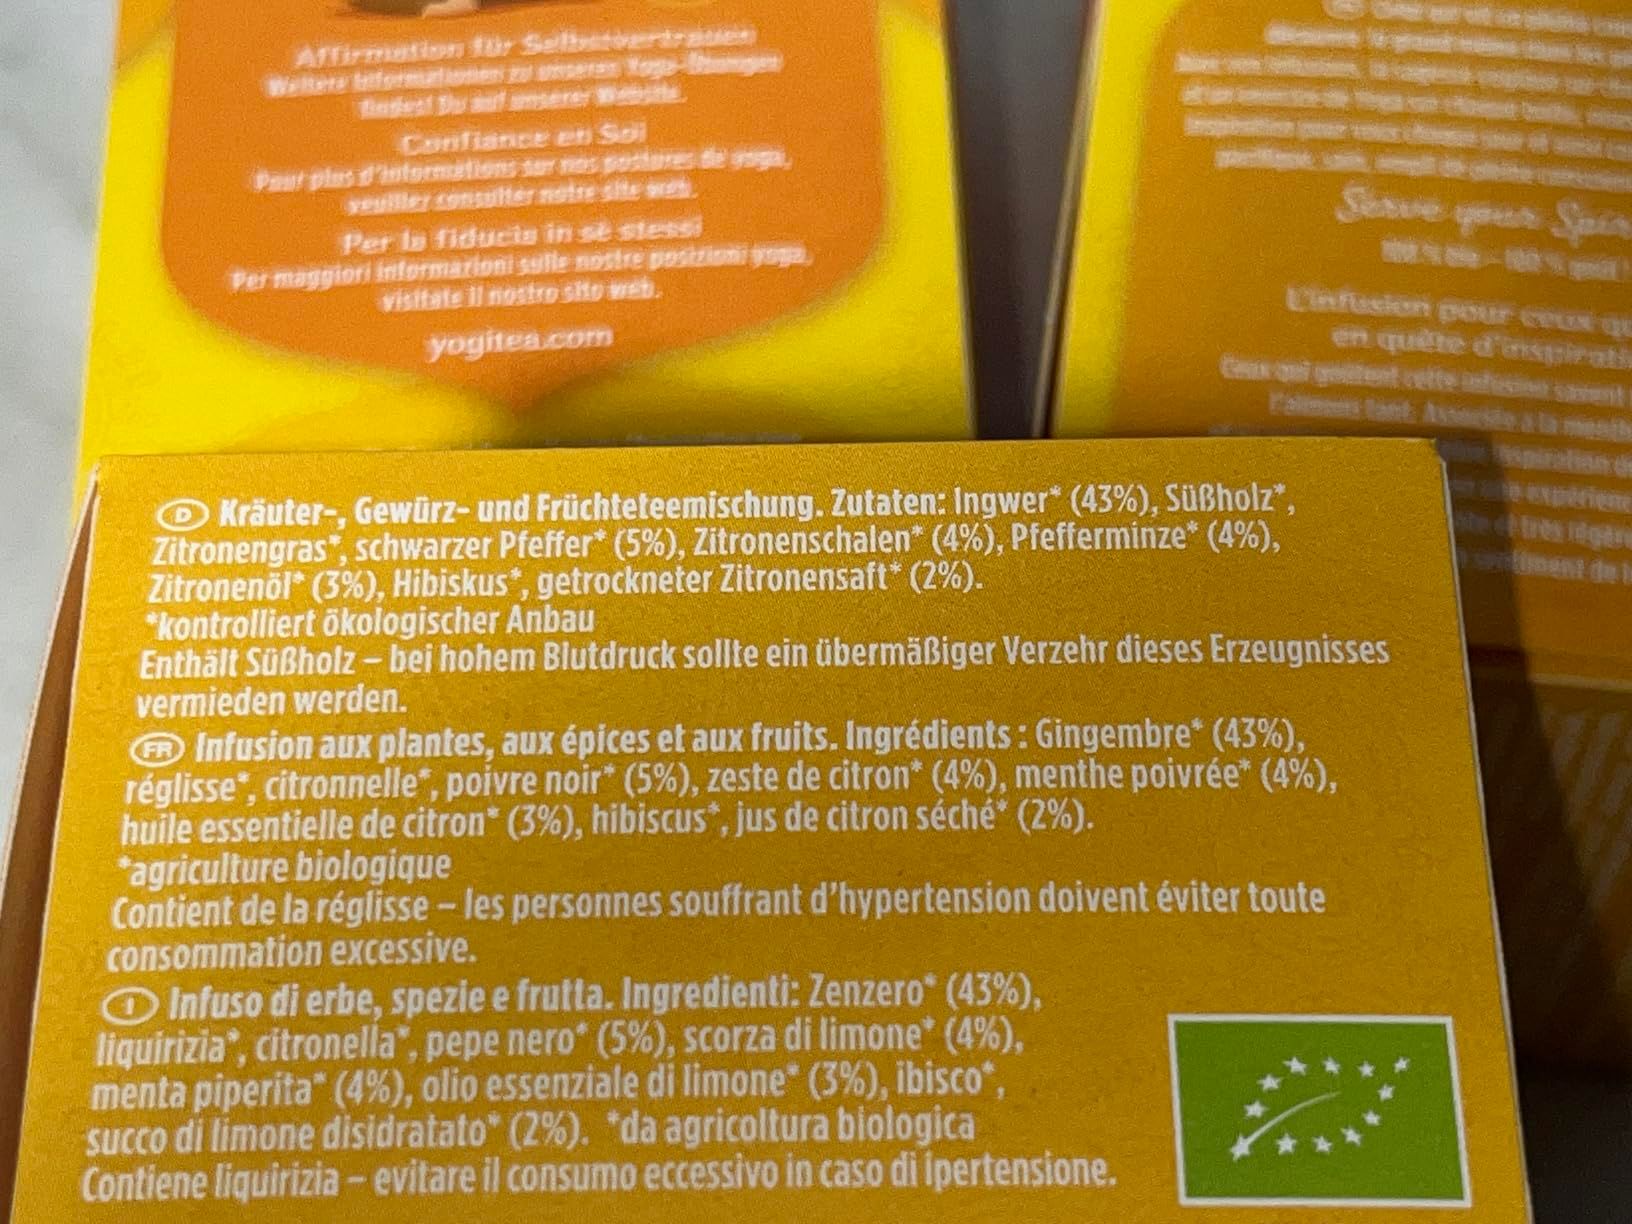 Affirmation für Selbstvertrauen
Weitere Informationen zu unseren Yoga-Übungen
findest Du auf unserer Website.
Confiance en Soi
Pour plus d'informations sur nos postures de yoga,
veuillez consulter notre site web.
Per la fiducia in sè stessi
Per maggiori informazioni sulle nostre posizioni yoga,
visitate il nostro sito web.
yogitea.com
L'infusion pour ceux
en quête
D Kräuter-, Gewürz- und Früchteteemischung. Zutaten: Ingwer* (43%), Süßholz*,
Zitronengras*, schwarzer Pfeffer* (5%), Zitronenschalen* (4%), Pfefferminze* (4%),
Zitronenöl* (3%), Hibiskus*, getrockneter Zitronensaft* (2%).
*kontrolliert ökologischer Anbau
Enthält Süßholz – bei hohem Blutdruck sollte ein übermäßiger Verzehr dieses Erzeugnisses
vermieden werden.
FR Infusion aux plantes, aux épices et aux fruits. Ingrédients : Gingembre* (43%),
réglisse*, citronnelle*, poivre noir* (5%), zeste de citron* (4%), menthe poivrée* (4%),
huile essentielle de citron* (3%), hibiscus*, jus de citron séché* (2%).
*agriculture biologique
Contient de la réglisse – les personnes souffrant d'hypertension doivent éviter toute
consommation excessive.
I Infuso di erbe, spezie e frutta. Ingredienti: Zenzero* (43%),
liquirizia*, citronella*, pepe nero* (5%), scorza di limone* (4%),
menta piperita* (4%), olio essenziale di limone* (3%), ibisco*,
succo di limone disidratato* (2%). *da agricoltura biologica
Contiene liquirizia – evitare il consumo eccessivo in caso di ipertensione.